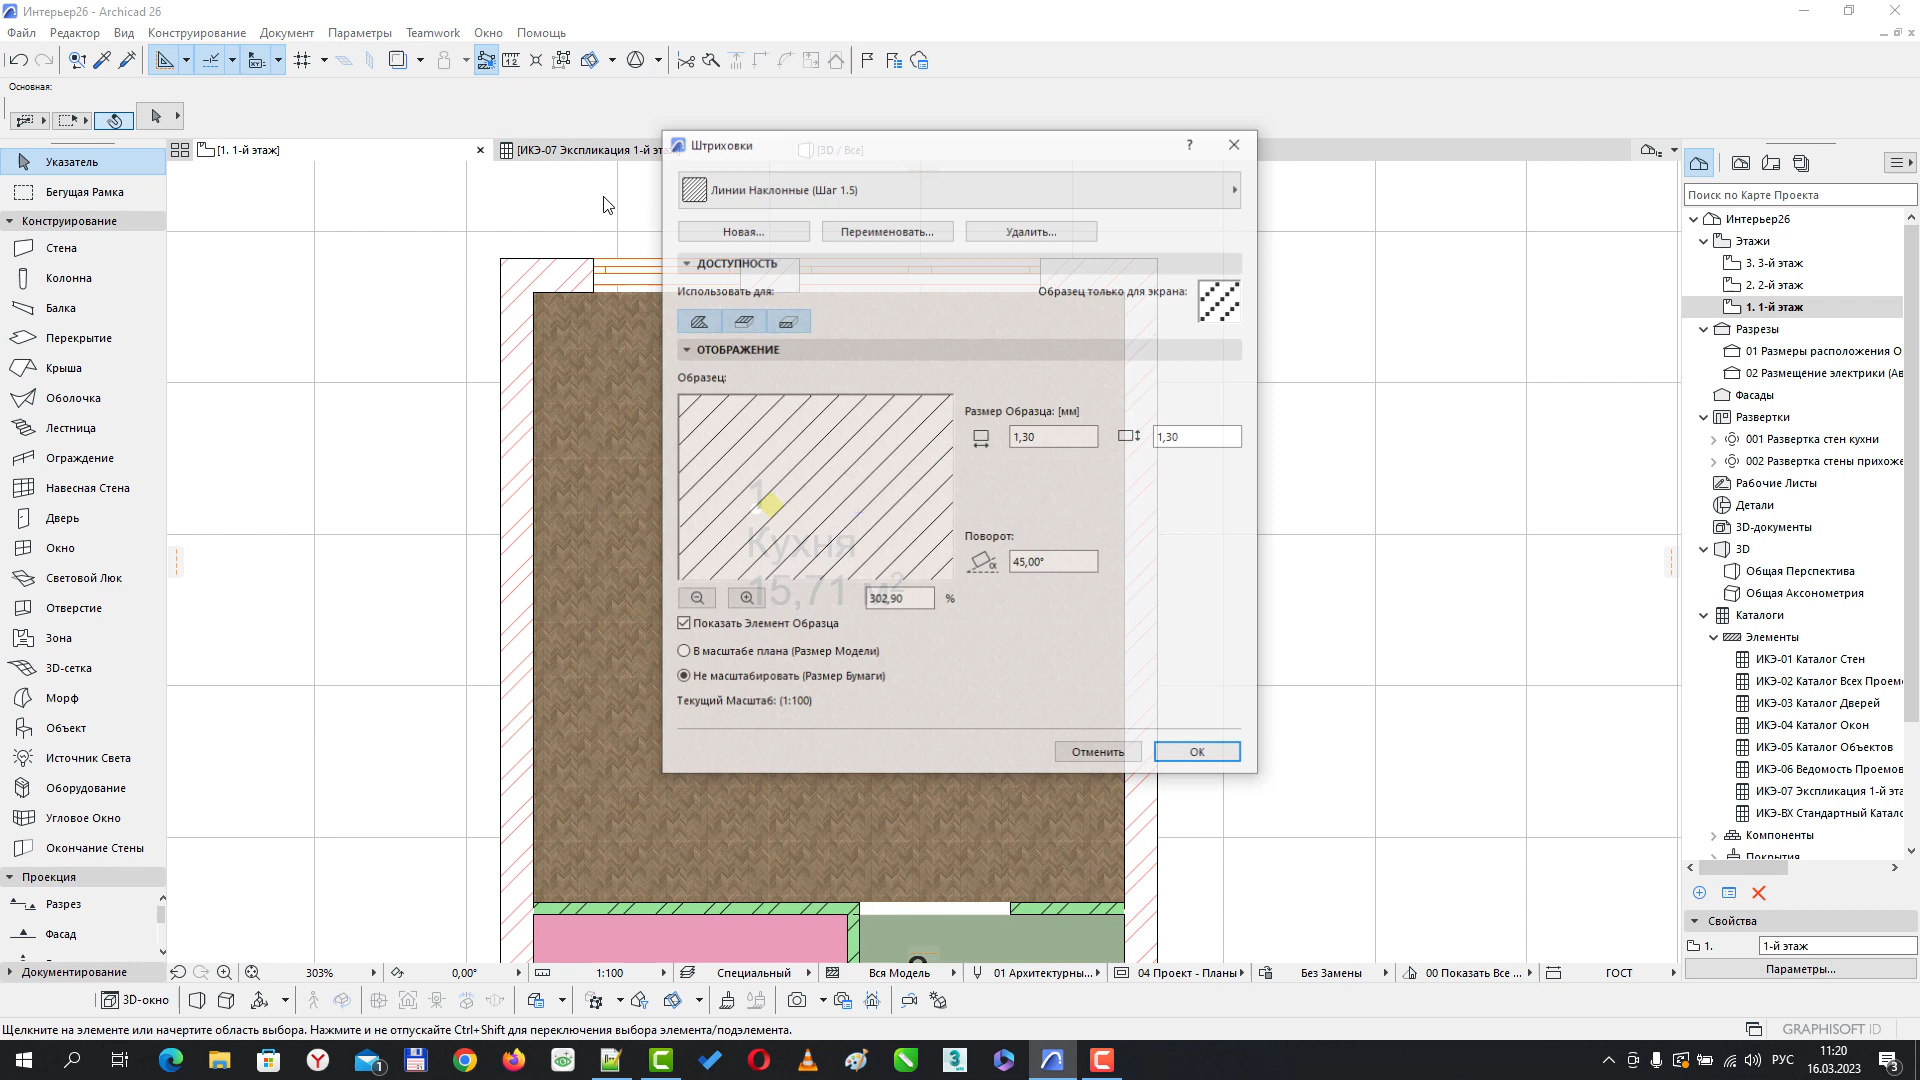 Интерьер26 - Archicad 26
Файл Редактор Вид Конструирование Документ Параметры Teamwork Окно Помощь
Основная:
Указатель
Бегущая Рамка
Конструирование
Стена
Колонна
Балка
Перекрытие
Крыша
Оболочка
Лестница
Ограждение
Навесная Стена
Дверь
Окно
Световой Люк
Отверстие
Зона
3D-сетка
Морф
Объект
Источник Света
Оборудование
Угловое Окно
Окончание Стены
Проекция
Разрез
Фасад
Документирование
[1. 1-й этаж]
[ИКЭ-07 Экспликация 1-й эта
[3D / Все]
Штриховки
?
Линии Наклонные (Шаг 1.5)
Новая... Переименовать... Удалить...
ДОСТУПНОСТЬ
Использовать для: Образец только для экрана:
ОТОБРАЖЕНИЕ
Образец:
Размер Образца: [мм]
1,30 1,30
Поворот:
45,00°
302,90 %
Показать Элемент Образца
В масштабе плана (Размер Модели)
Не масштабировать (Размер Бумаги)
Текущий Масштаб: (1:100)
Отменить ОК
1
Кухня
15,71 м²
Поиск по Карте Проекта
Интерьер26
Этажи
3. 3-й этаж
2. 2-й этаж
1. 1-й этаж
Разрезы
01 Размеры расположения О
02 Размещение электрики (Ав
Фасады
Развертки
001 Развертка стен кухни
002 Развертка стены прихоже
Рабочие Листы
Детали
3D-документы
3D
Общая Перспектива
Общая Аксонометрия
Каталоги
Элементы
ИКЭ-01 Каталог Стен
ИКЭ-02 Каталог Всех Проем
ИКЭ-03 Каталог Дверей
ИКЭ-04 Каталог Окон
ИКЭ-05 Каталог Объектов
ИКЭ-06 Ведомость Проемов
ИКЭ-07 Экспликация 1-й эта
ИКЭ-ВХ Стандартный Катало
Компоненты
Покрытия
Свойства
1. 1-й этаж
Параметры...
303% 0,00° 1:100 Специальный Вся Модель 01 Архитектурны... 04 Проект - Планы Без Замены 00 Показать Все ... ГОСТ
3D-окно
Щелкните на элементе или начертите область выбора. Нажмите и не отпускайте Ctrl+Shift для переключения выбора элемента/подэлемента.
GRAPHISOFT ID
РУС
11:20
16.03.2023
1
3